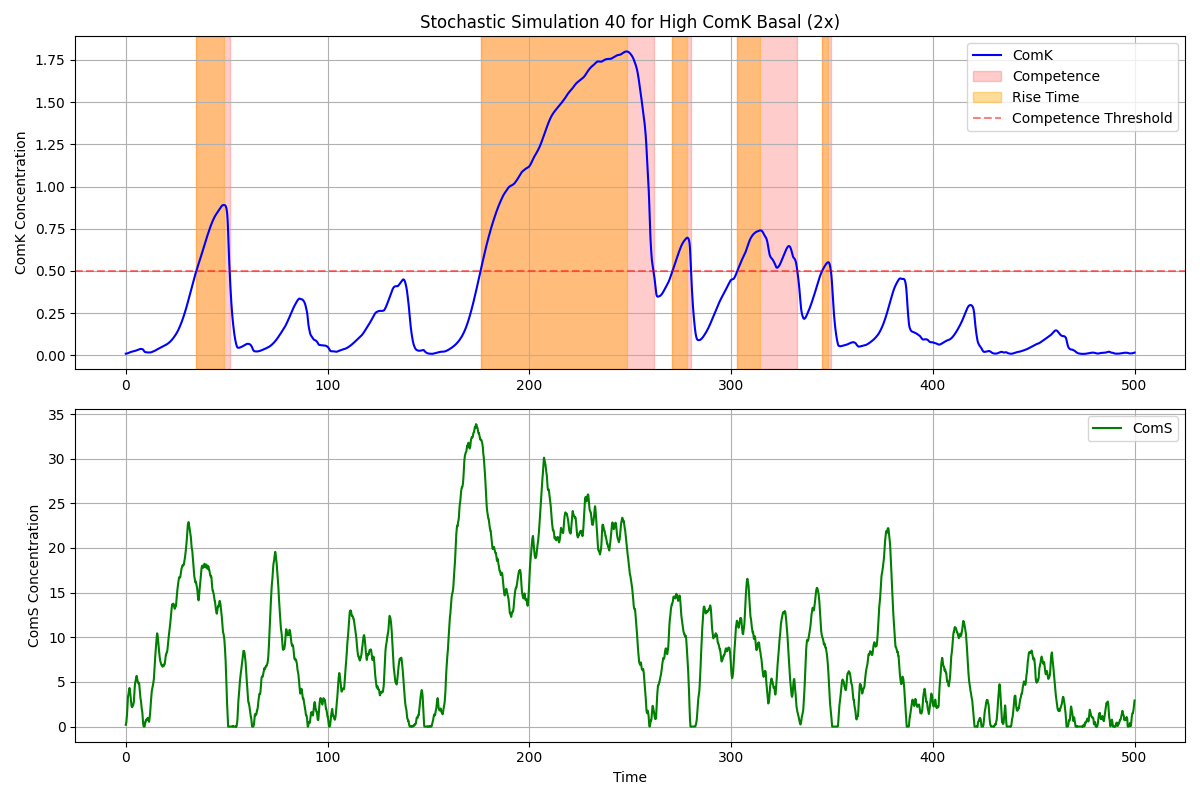 Stochastic Simulation 40 for High ComK Basal (2x)
ComK Concentration
1.75
1.50
1.25
1.00
0.75
0.50
0.25
0.00
ComK
Competence
Rise Time
Competence Threshold
0 100 200 300 400 500
ComS Concentration
35
30
25
20
15
10
5
0
ComS
0 100 200 300 400 500
Time